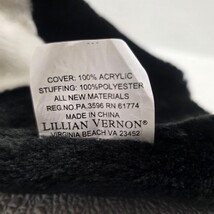 COVER: 100% ACRYLIC
STUFFING: 100%POLYESTER
ALL NEW MATERIALS
REG.NO.PA.3596 RN 61774
MADE IN CHINA
LILLIAN VERNON
VIRGINIA BEACH VA 23452